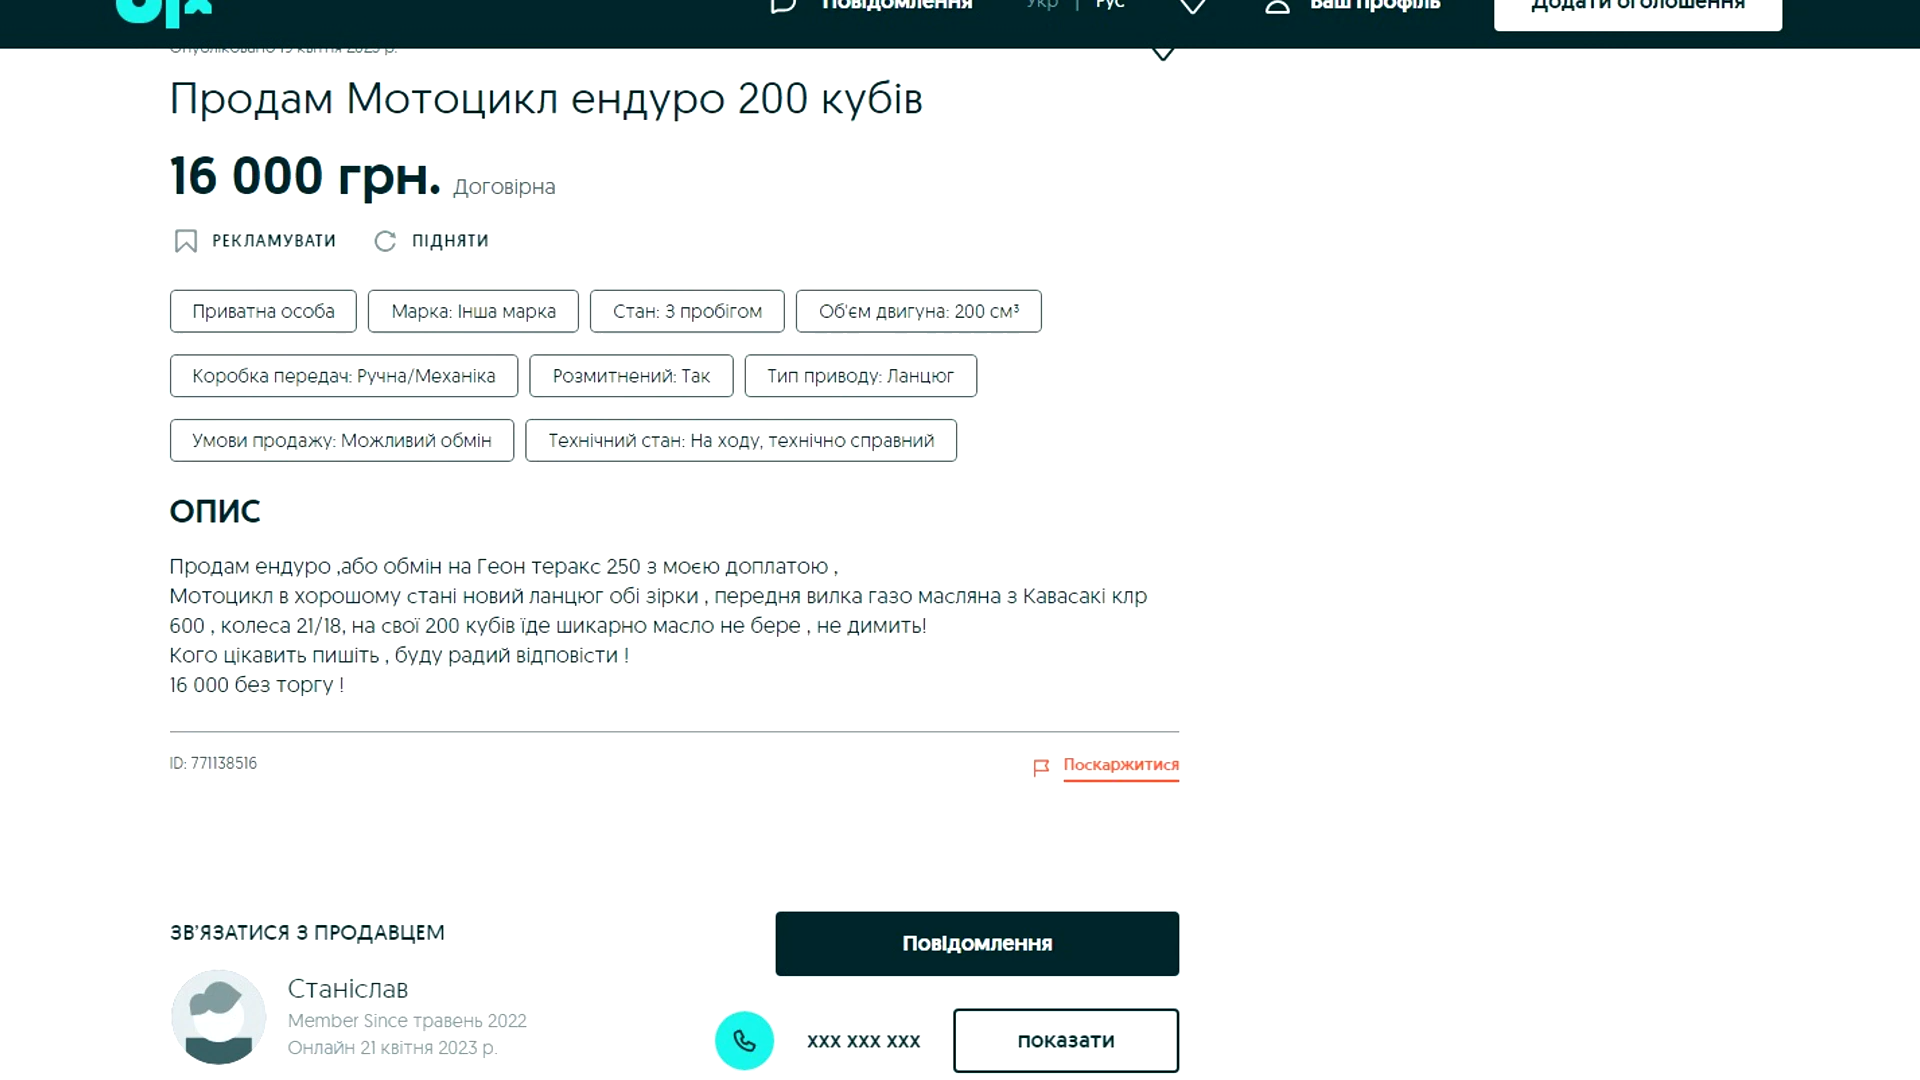 olx
Повідомлення
Укр | Рус
Ваш профіль
Додати оголошення
Опубліковано 19 квітня 2023 р.
Продам Мотоцикл ендуро 200 кубів
16 000 грн. Договірна
РЕКЛАМУВАТИ ПІДНЯТИ
Приватна особа Марка: Інша марка Стан: З пробігом Об'єм двигуна: 200 см³
Коробка передач: Ручна/Механіка Розмитнений: Так Тип приводу: Ланцюг
Умови продажу: Можливий обмін Технічний стан: На ходу, технічно справний
ОПИС
Продам ендуро ,або обмін на Геон теракс 250 з моєю доплатою ,
Мотоцикл в хорошому стані новий ланцюг обі зірки , передня вилка газо масляна з Кавасакі клр
600 , колеса 21/18, на свої 200 кубів їде шикарно масло не бере , не димить!
Кого цікавить пишіть , буду радий відповісти !
16 000 без торгу !
ID: 771138516
Поскаржитися
ЗВ'ЯЗАТИСЯ З ПРОДАВЦЕМ
Повідомлення
Станіслав
Member Since травень 2022
Онлайн 21 квітня 2023 р.
xxx xxx xxx
показати